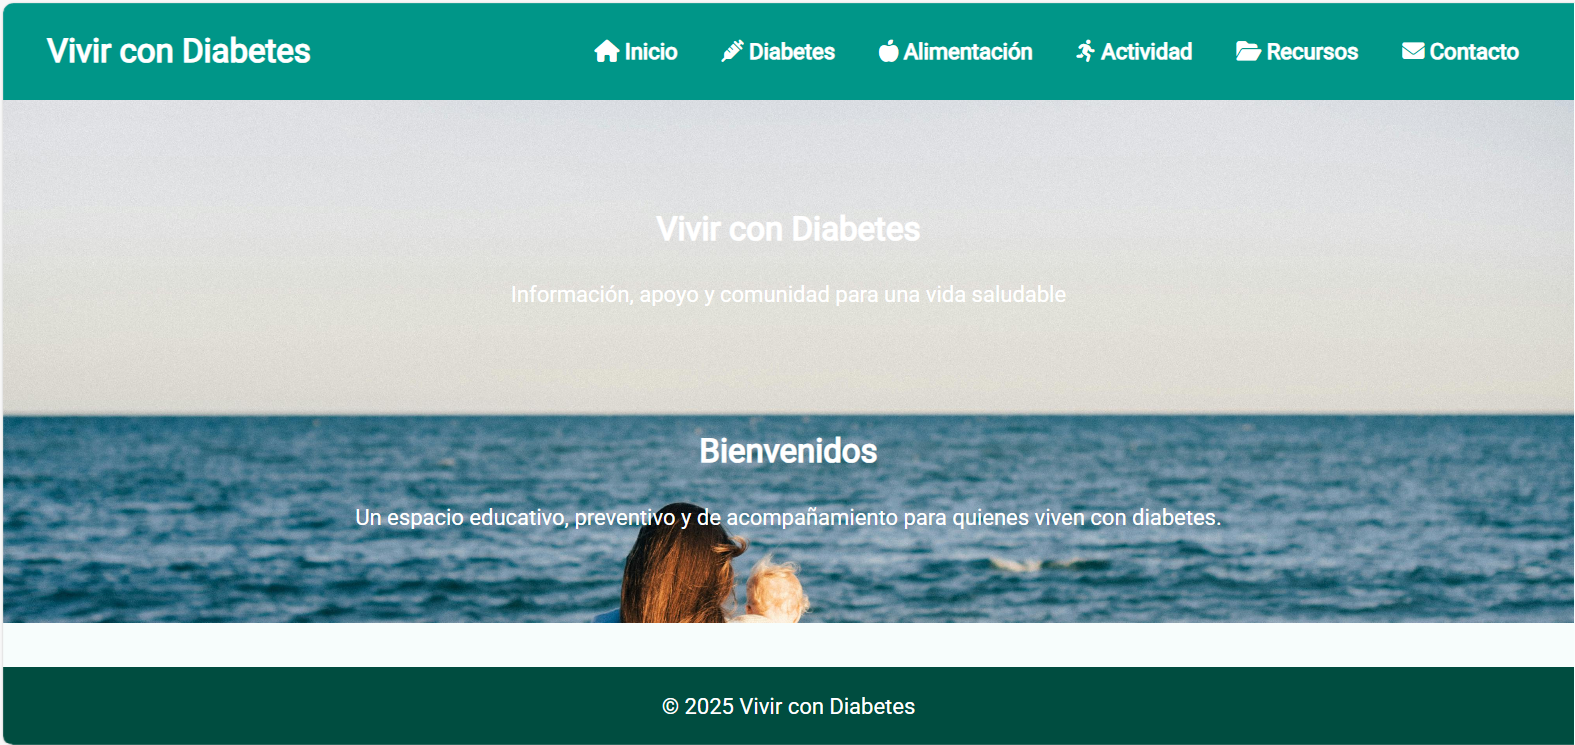 Vivir con Diabetes
Inicio Diabetes Alimentación Actividad Recursos Contacto
Vivir con Diabetes
Información, apoyo y comunidad para una vida saludable
Bienvenidos
Un espacio educativo, preventivo y de acompañamiento para quienes viven con diabetes.
© 2025 Vivir con Diabetes